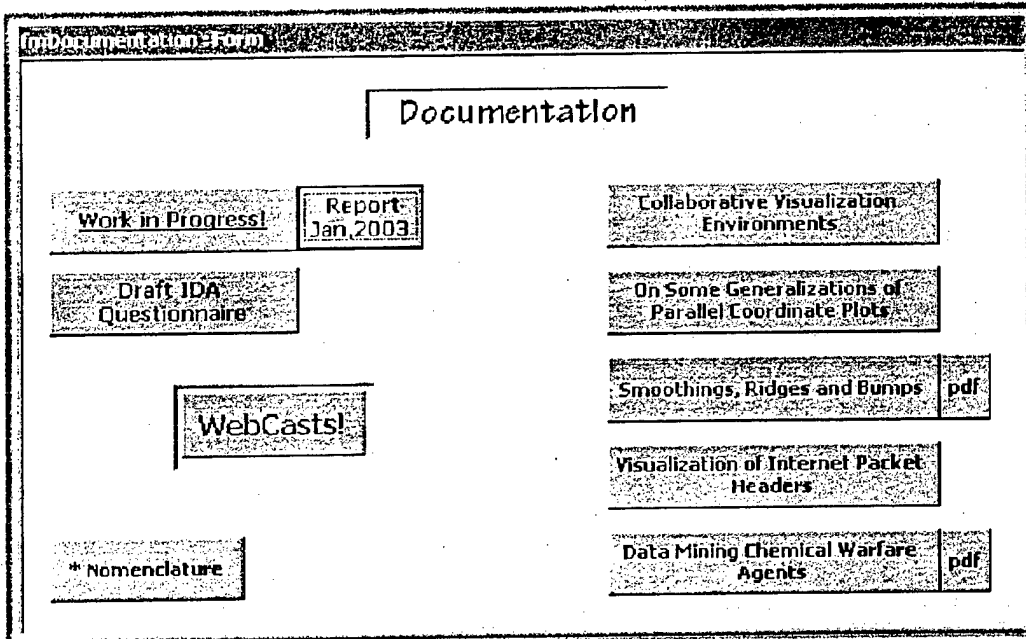 frmDocumentation : Form
Documentation
Work in Progress!
Report
Jan,2003
Draft IDA
Questionnaire
WebCasts!
* Nomenclature
Collaborative Visualization
Environments
On Some Generalizations of
Parallel Coordinate Plots
Smoothings, Ridges and Bumps
pdf
Visualization of Internet Packet
Headers
Data Mining Chemical Warfare
Agents
pdf